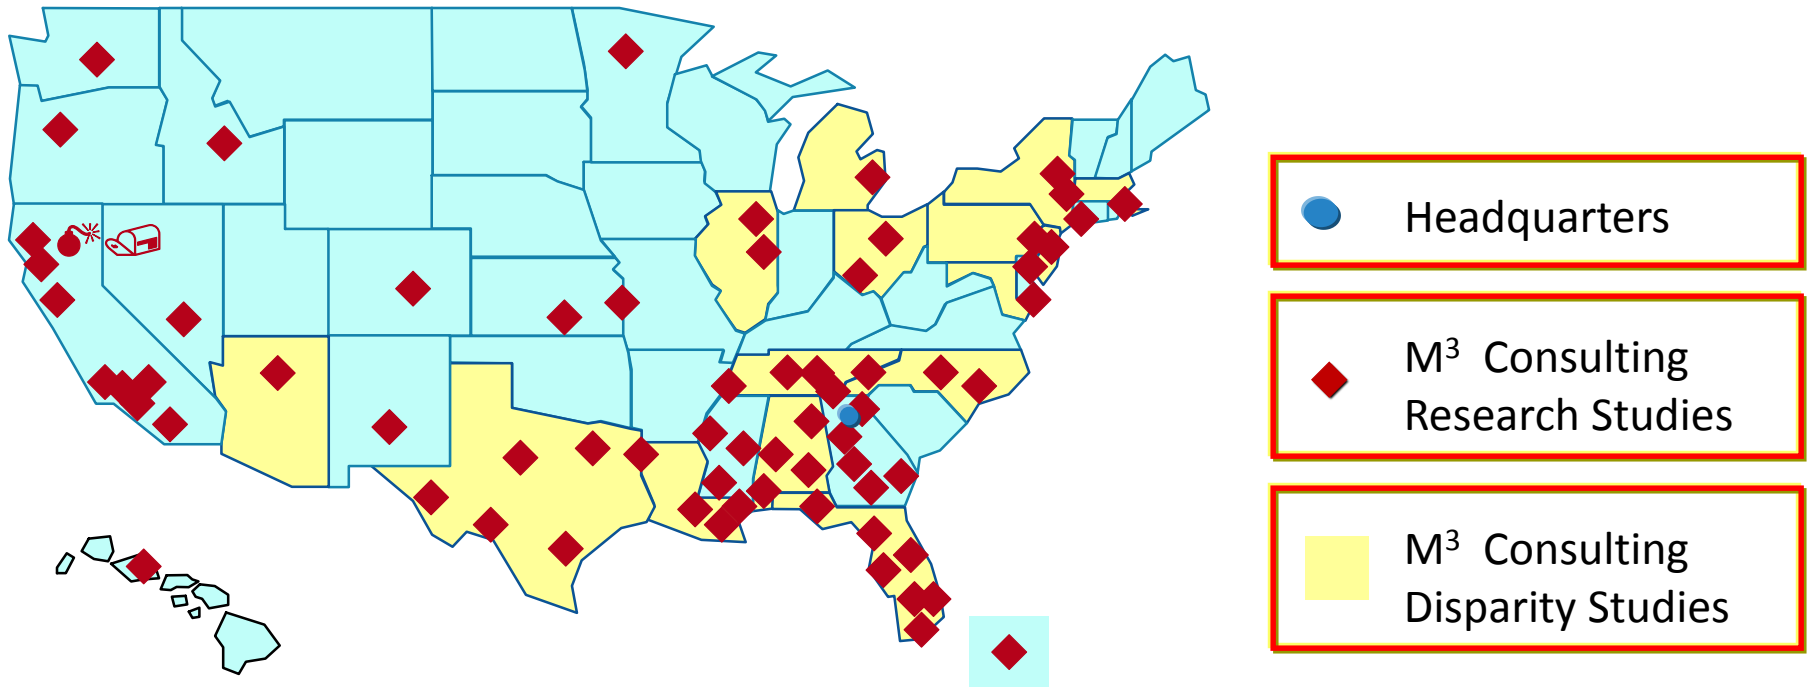 Headquarters
M³ Consulting
Research Studies
M³ Consulting
Disparity Studies